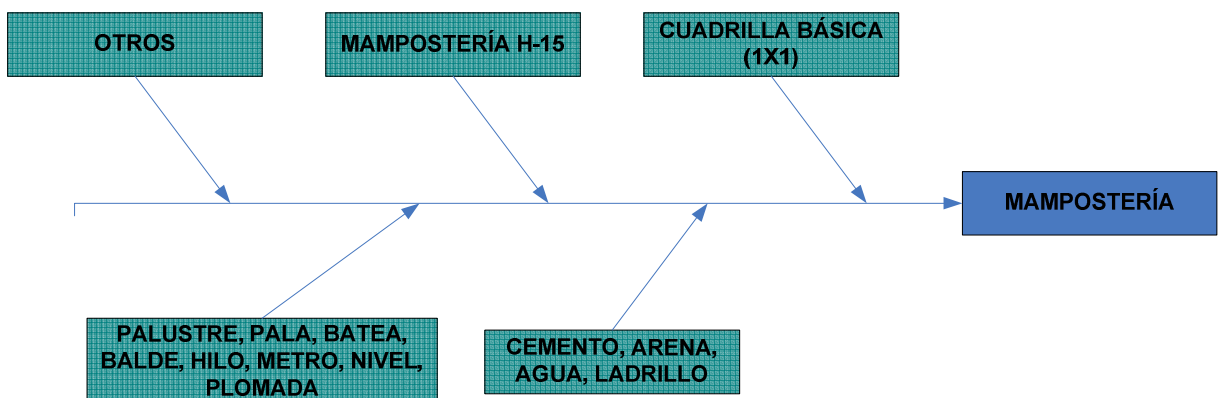 OTROS
MAMPOSTERÍA H-15
CUADRILLA BÁSICA
(1X1)
MAMPOSTERÍA
PALUSTRE, PALA, BATEA,
BALDE, HILO, METRO, NIVEL,
PLOMADA
CEMENTO, ARENA,
AGUA, LADRILLO